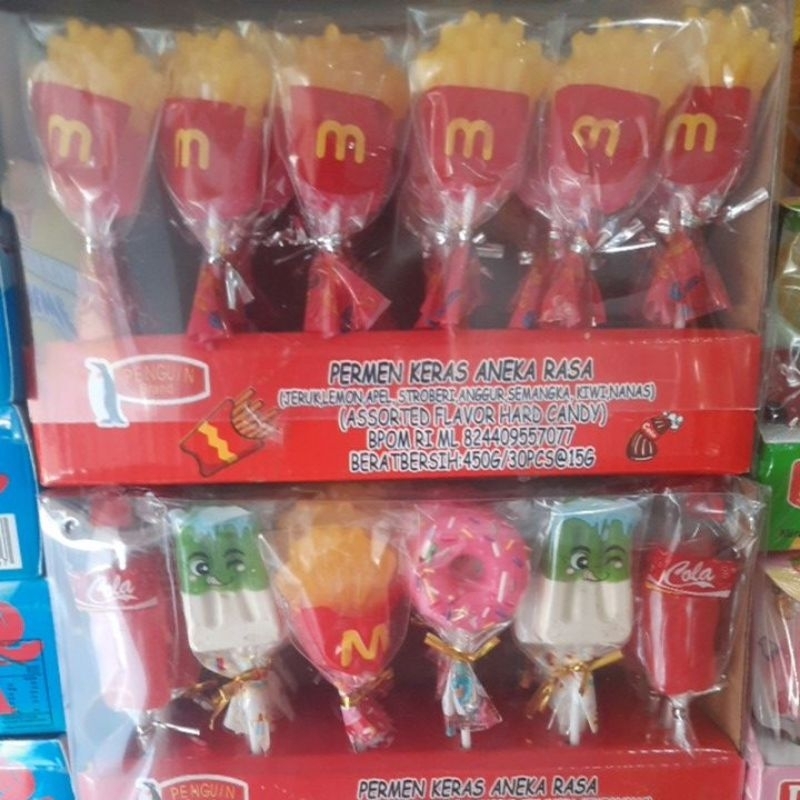 m m m m m m
PENGUIN
PERMEN KERAS ANEKA RASA
(JERUK,LEMON,APEL, STROBERI,ANGGUR,SEMANGKA, KIWI,NANAS)
(ASSORTED FLAVOR HARD CANDY)
BPOM RI ML 824409557077
BERATBERSIH:450G/30PCS@15G
Cola
M
Cola
PENGUIN
PERMEN KERAS ANEKA RASA